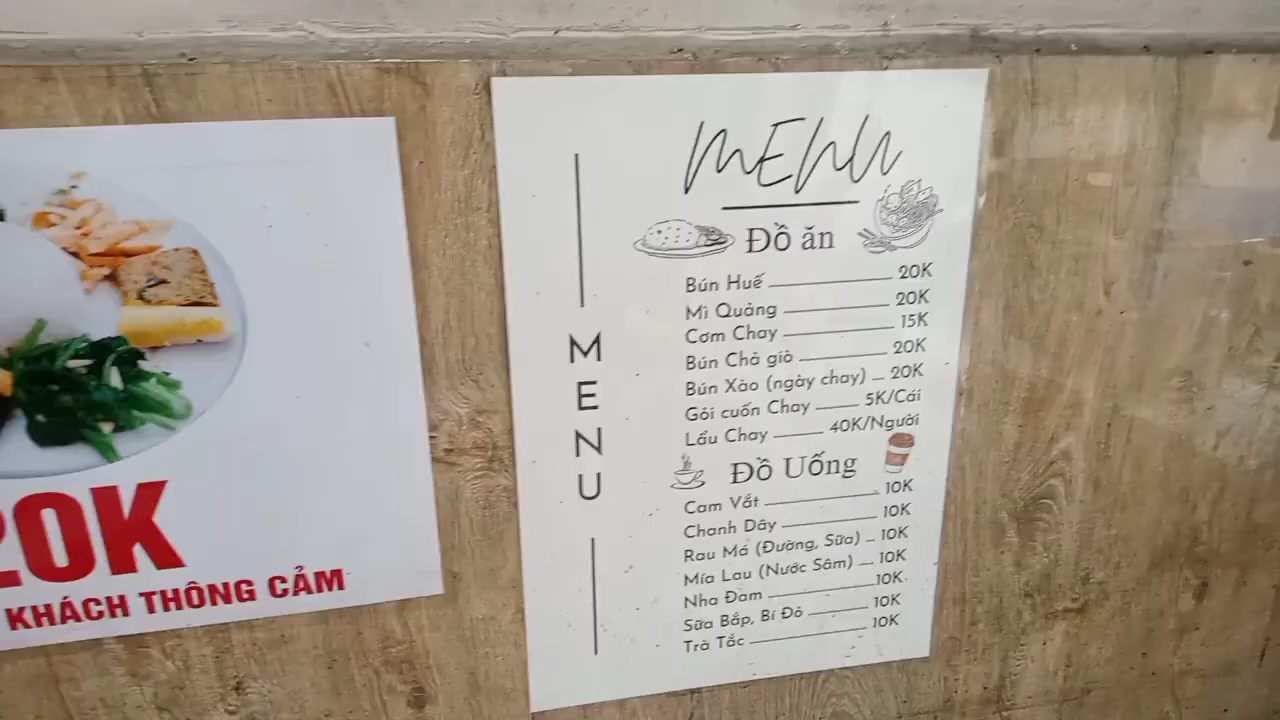 20K
KHÁCH THÔNG CẢM
MENU
MENU
Đồ ăn
Bún Huế 20K
Mì Quảng 20K
Cơm Chay 15K
Bún Chả giò 20K
Bún Xào (ngày chay) 20K
Gỏi cuốn Chay 5K/Cái
Lẩu Chay 40K/Người
Đồ Uống
Cam Vắt 10K
Chanh Dây 10K
Rau Má (Đường, Sữa) 10K
Mía Lau (Nước Sâm) 10K
Nha Đam 10K
Sữa Bắp, Bí Đỏ 10K
Trà Tắc 10K